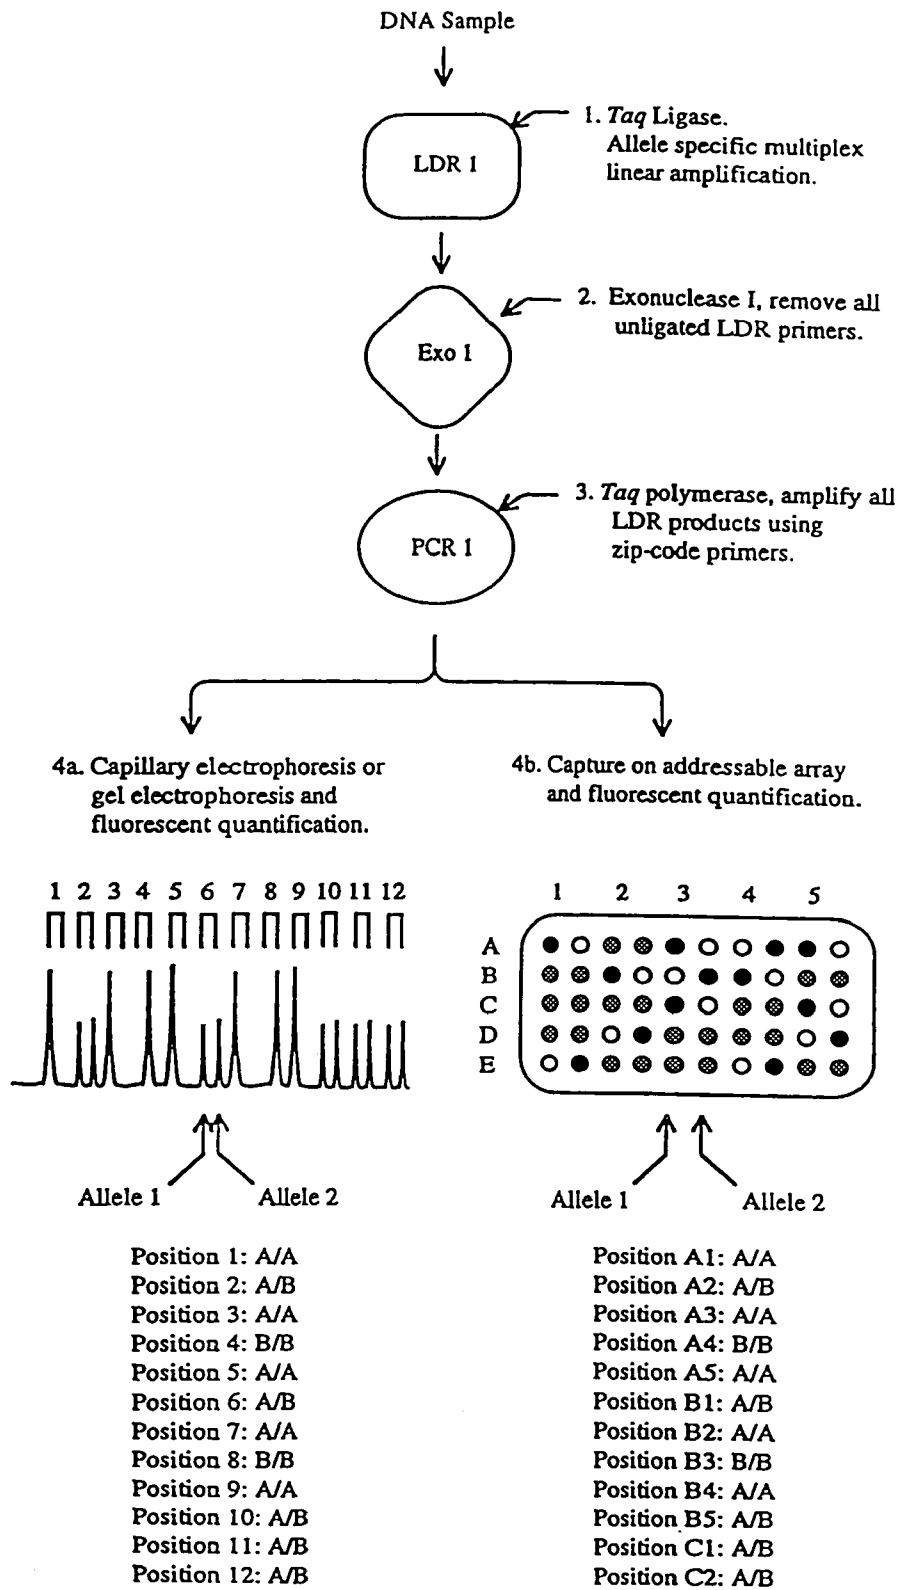 DNA Sample
1. Taq Ligase.
Allele specific multiplex
linear amplification.
LDR 1
2. Exonuclease I, remove all
unligated LDR primers.
Exo 1
3. Taq polymerase, amplify all
LDR products using
zip-code primers.
PCR 1
4a. Capillary electrophoresis or
gel electrophoresis and
fluorescent quantification.
4b. Capture on addressable array
and fluorescent quantification.
1 2 3 4 5 6 7 8 9 10 11 12
1 2 3 4 5
A
B
C
D
E
Allele 1 Allele 2
Allele 1 Allele 2
Position 1: A/A
Position 2: A/B
Position 3: A/A
Position 4: B/B
Position 5: A/A
Position 6: A/B
Position 7: A/A
Position 8: B/B
Position 9: A/A
Position 10: A/B
Position 11: A/B
Position 12: A/B
Position A1: A/A
Position A2: A/B
Position A3: A/A
Position A4: B/B
Position A5: A/A
Position B1: A/B
Position B2: A/A
Position B3: B/B
Position B4: A/A
Position B5: A/B
Position C1: A/B
Position C2: A/B